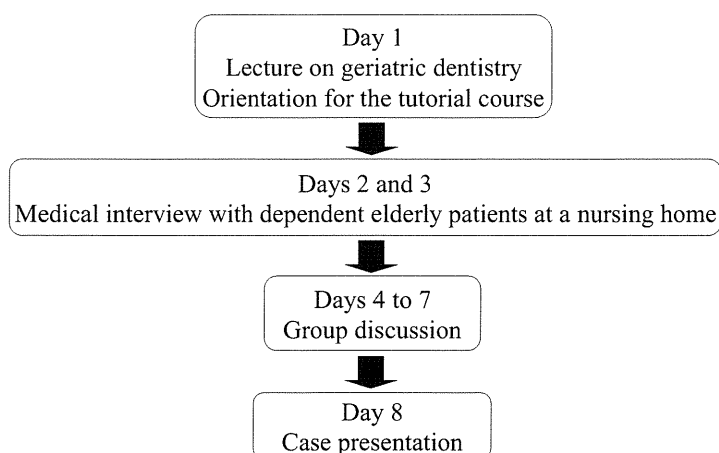 Day 1
Lecture on geriatric dentistry
Orientation for the tutorial course
Days 2 and 3
Medical interview with dependent elderly patients at a nursing home
Days 4 to 7
Group discussion
Day 8
Case presentation